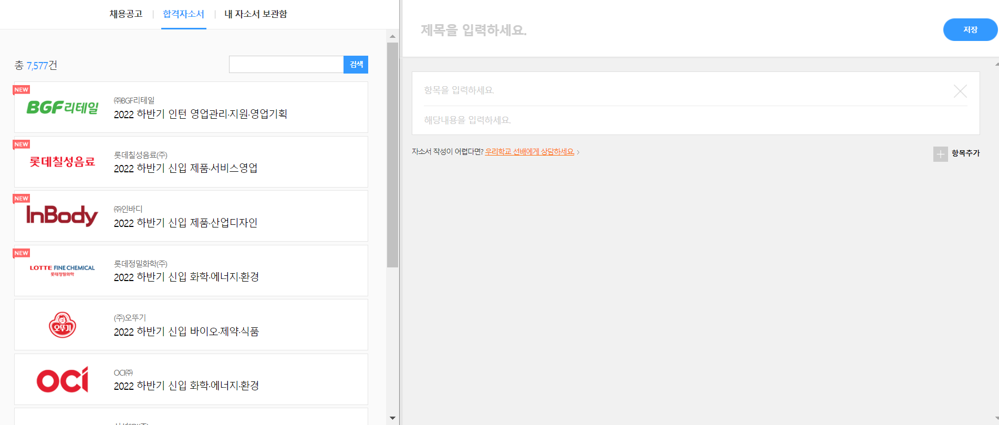 채용공고
합격자소서
내 자소서 보관함
총 7,577건
검색
NEW
BGF리테일
㈜BGF리테일
2022 하반기 인턴 영업관리·지원·영업기획
NEW
롯데칠성음료
롯데칠성음료(주)
2022 하반기 신입 제품·서비스영업
NEW
InBody
㈜인바디
2022 하반기 신입 제품·산업디자인
NEW
LOTTE FINE CHEMICAL
롯데정밀화학
롯데정밀화학(주)
2022 하반기 신입 화학·에너지·환경
오뚜기
(주)오뚜기
2022 하반기 신입 바이오·제약·식품
OCI
OCI㈜
2022 하반기 신입 화학·에너지·환경
제목을 입력하세요.
저장
항목을 입력하세요.
해당내용을 입력하세요.
자소서 작성이 어렵다면? 우리학교 선배에게 상담하세요. >
항목추가